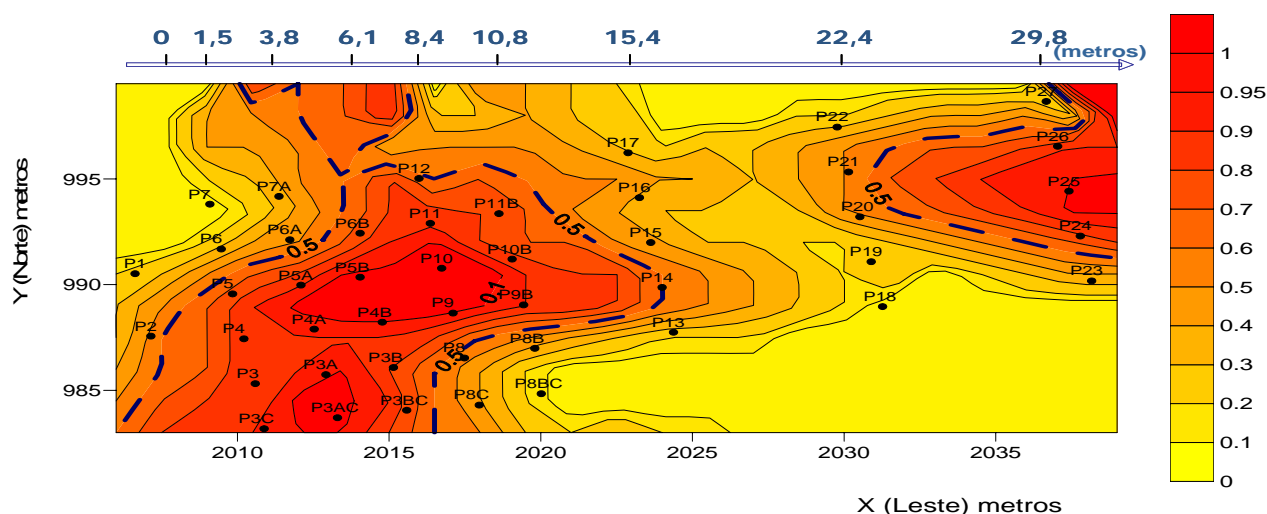 0 1,5 3,8 6,1 8,4 10,8 15,4 22,4 29,8
(metros)
P27
P22
P26
P17
P12
P21
P25
P7 P7A P16
P11B
P11 P20 0.5
P6B 0.5
P6A P15 P24
P6 0.5
P10B P19
P1 P5A P5B P10 P14 P23
P5 0.1 P9B
P9 P18
P4A P4B
P2 P4 P13
P8B
P8
P3B 0.5
P3 P3A
P8C P8BC
P3BC
P3C P3AC
995
990
985
Y (Norte) metros
2010 2015 2020 2025 2030 2035
X (Leste) metros
1
0.95
0.9
0.8
0.7
0.6
0.5
0.4
0.3
0.2
0.1
0